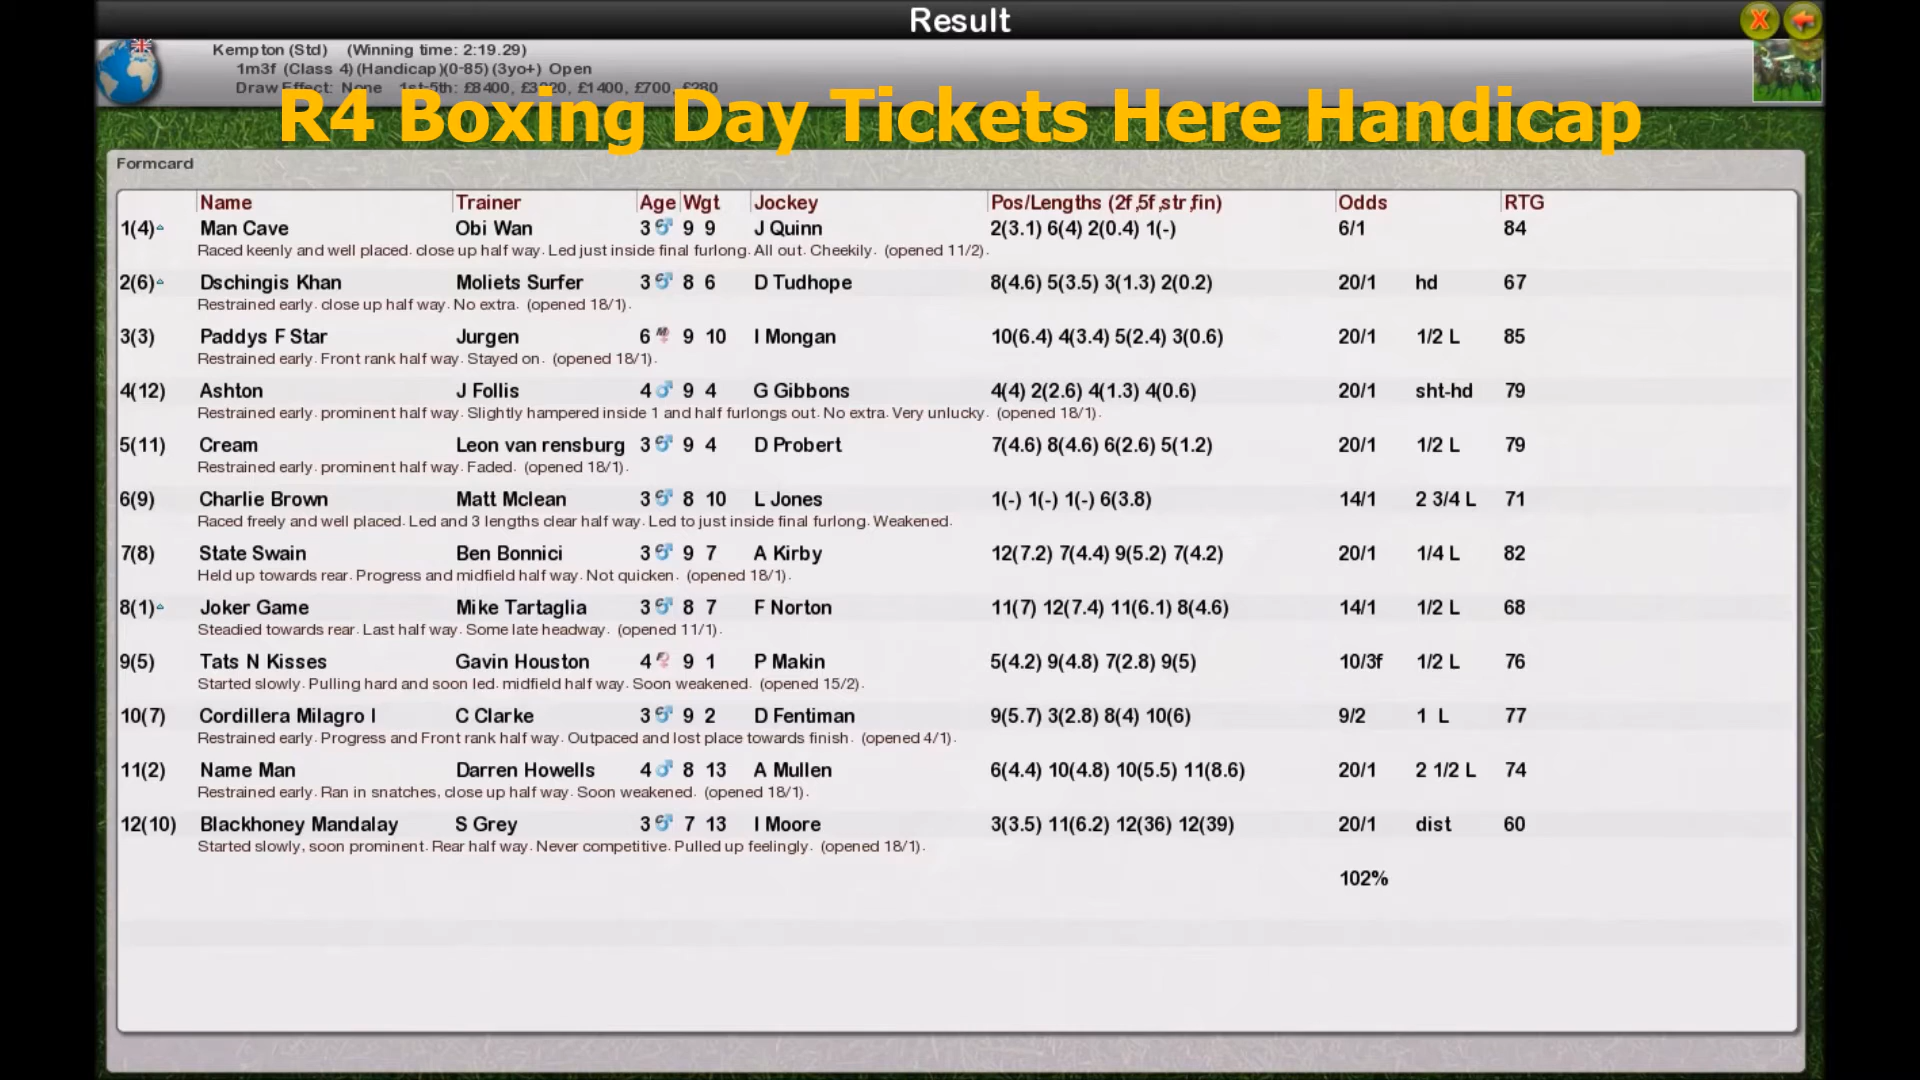 Result
Kempton (Std) (Winning time: 2:19.29)
1m3f (Class 4) (Handicap)(0-85) (3yo+) Open
Draw Effect: None 1st-5th: £8400, £3220, £1400, £700, £280
R4 Boxing Day Tickets Here Handicap
Formcard
Name Trainer Age Wgt Jockey Pos/Lengths (2f,5f,str,fin) Odds RTG
1(4) Man Cave Obi Wan 3 9 9 J Quinn 2(3.1) 6(4) 2(0.4) 1(-) 6/1 84
Raced keenly and well placed. close up half way. Led just inside final furlong. All out. Cheekily. (opened 11/2).
2(6) Dschingis Khan Moliets Surfer 3 8 6 D Tudhope 8(4.6) 5(3.5) 3(1.3) 2(0.2) 20/1 hd 67
Restrained early. close up half way. No extra. (opened 18/1).
3(3) Paddys F Star Jurgen 6 9 10 I Mongan 10(6.4) 4(3.4) 5(2.4) 3(0.6) 20/1 1/2 L 85
Restrained early. Front rank half way. Stayed on. (opened 18/1).
4(12) Ashton J Follis 4 9 4 G Gibbons 4(4) 2(2.6) 4(1.3) 4(0.6) 20/1 sht-hd 79
Restrained early. prominent half way. Slightly hampered inside 1 and half furlongs out. No extra. Very unlucky. (opened 18/1).
5(11) Cream Leon van rensburg 3 9 4 D Probert 7(4.6) 8(4.6) 6(2.6) 5(1.2) 20/1 1/2 L 79
Restrained early. prominent half way. Faded. (opened 18/1).
6(9) Charlie Brown Matt Mclean 3 8 10 L Jones 1(-) 1(-) 1(-) 6(3.8) 14/1 2 3/4 L 71
Raced freely and well placed. Led and 3 lengths clear half way. Led to just inside final furlong. Weakened.
7(8) State Swain Ben Bonnici 3 9 7 A Kirby 12(7.2) 7(4.4) 9(5.2) 7(4.2) 20/1 1/4 L 82
Held up towards rear. Progress and midfield half way. Not quicken. (opened 18/1).
8(1) Joker Game Mike Tartaglia 3 8 7 F Norton 11(7) 12(7.4) 11(6.1) 8(4.6) 14/1 1/2 L 68
Steadied towards rear. Last half way. Some late headway. (opened 11/1).
9(5) Tats N Kisses Gavin Houston 4 9 1 P Makin 5(4.2) 9(4.8) 7(2.8) 9(5) 10/3f 1/2 L 76
Started slowly. Pulling hard and soon led. midfield half way. Soon weakened. (opened 15/2).
10(7) Cordillera Milagro I C Clarke 3 9 2 D Fentiman 9(5.7) 3(2.8) 8(4) 10(6) 9/2 1 L 77
Restrained early. Progress and Front rank half way. Outpaced and lost place towards finish. (opened 4/1).
11(2) Name Man Darren Howells 4 8 13 A Mullen 6(4.4) 10(4.8) 10(5.5) 11(8.6) 20/1 2 1/2 L 74
Restrained early. Ran in snatches, close up half way. Soon weakened. (opened 18/1).
12(10) Blackhoney Mandalay S Grey 3 7 13 I Moore 3(3.5) 11(6.2) 12(36) 12(39) 20/1 dist 60
Started slowly, soon prominent. Rear half way. Never competitive. Pulled up feelingly. (opened 18/1).
102%